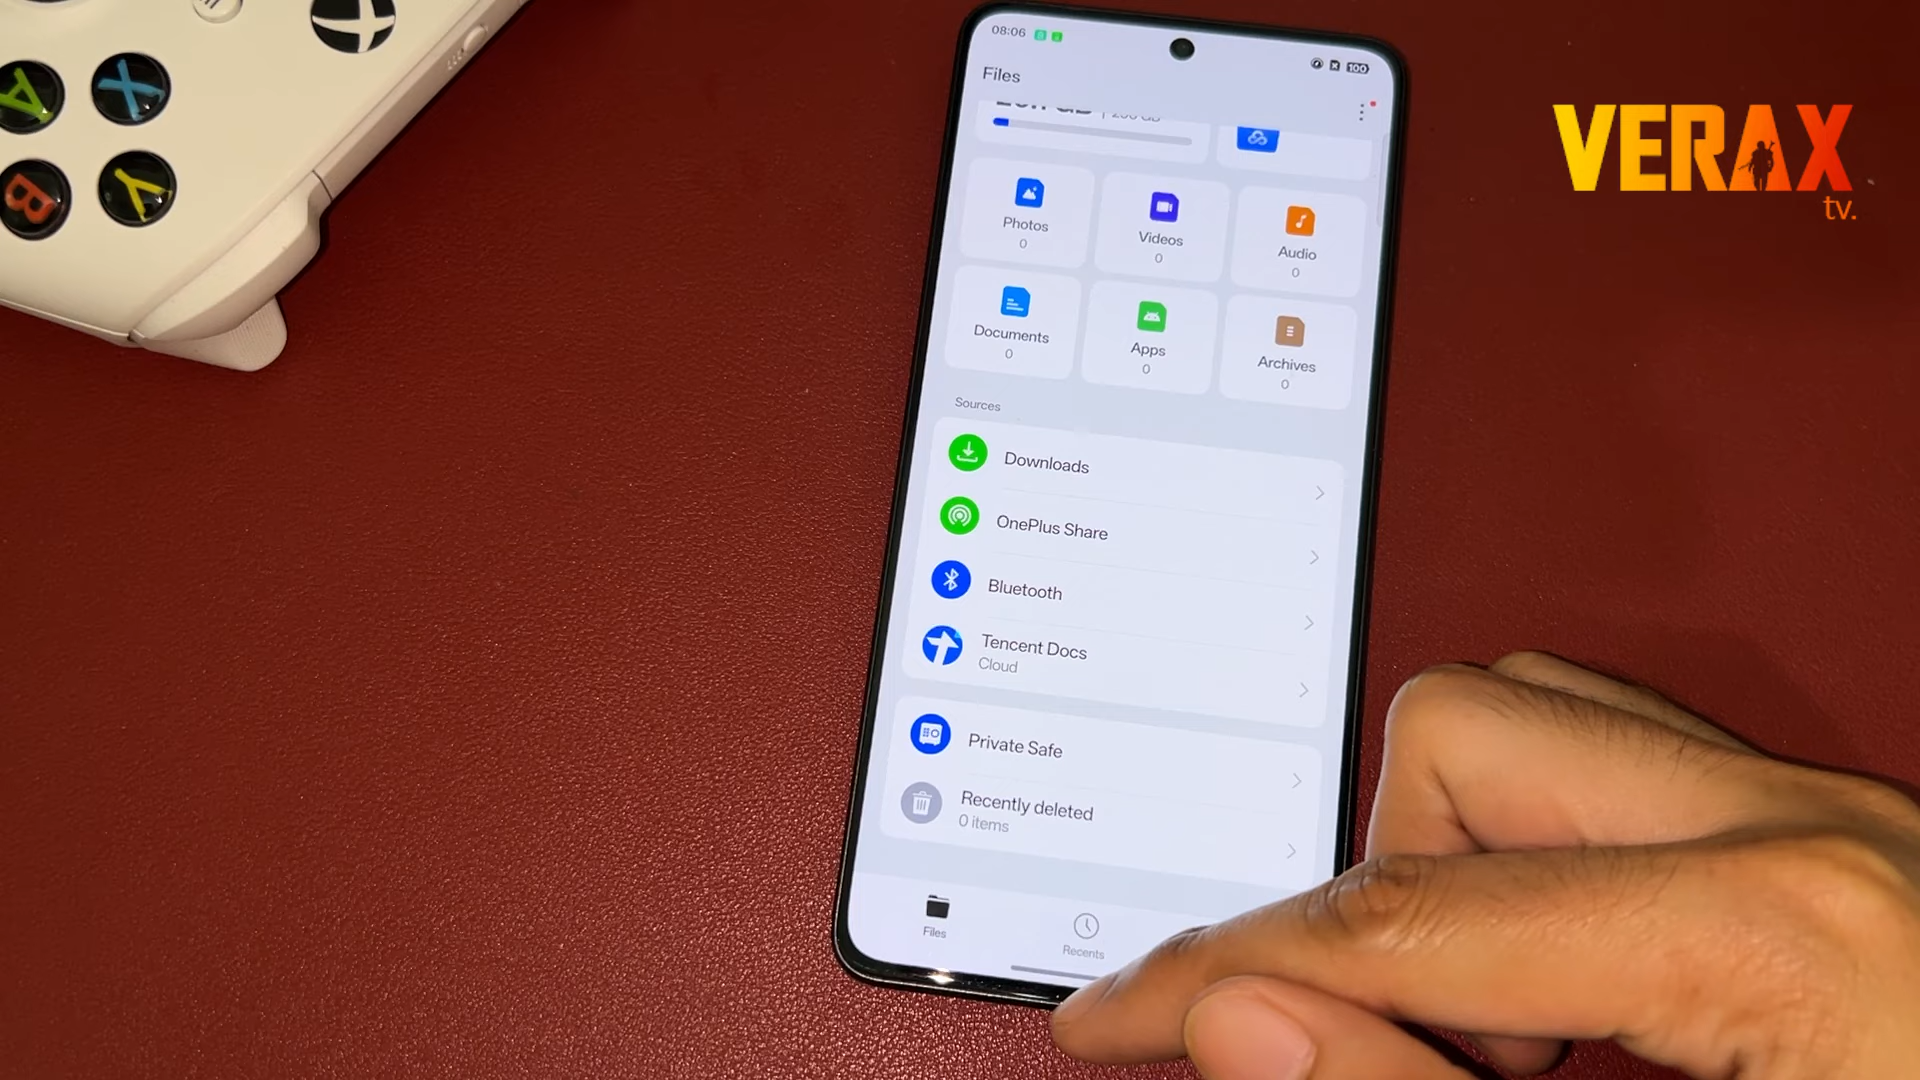 08:06
100
Files
Photos
0
Videos
0
Audio
0
Documents
0
Apps
0
Archives
0
Sources
Downloads
OnePlus Share
Bluetooth
Tencent Docs
Cloud
Private Safe
Recently deleted
0 items
Files
Recents
VERAX
tv.
A
X
B
Y